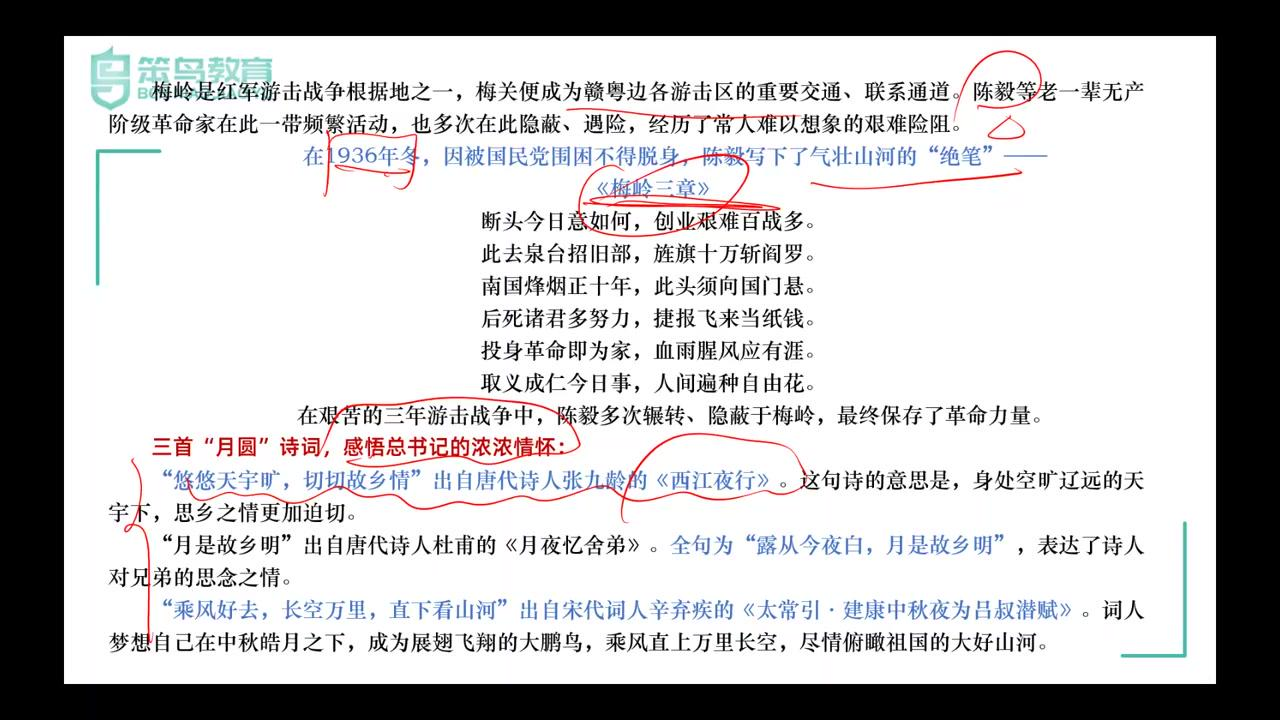 笨鸟教育
梅岭是红军游击战争根据地之一，梅关便成为赣粤边各游击区的重要交通、联系通道。陈毅等老一辈无产
阶级革命家在此一带频繁活动，也多次在此隐蔽、遇险，经历了常人难以想象的艰难险阻。
在1936年冬，因被国民党围困不得脱身，陈毅写下了气壮山河的“绝笔”——
《梅岭三章》
断头今日意如何，创业艰难百战多。
此去泉台招旧部，旌旗十万斩阎罗。
南国烽烟正十年，此头须向国门悬。
后死诸君多努力，捷报飞来当纸钱。
投身革命即为家，血雨腥风应有涯。
取义成仁今日事，人间遍种自由花。
在艰苦的三年游击战争中，陈毅多次辗转、隐蔽于梅岭，最终保存了革命力量。
三首“月圆”诗词，感悟总书记的浓浓情怀：
“悠悠天宇旷，切切故乡情”出自唐代诗人张九龄的《西江夜行》。这句诗的意思是，身处空旷辽远的天
宇下，思乡之情更加迫切。
“月是故乡明”出自唐代诗人杜甫的《月夜忆舍弟》。全句为“露从今夜白，月是故乡明”，表达了诗人
对兄弟的思念之情。
“乘风好去，长空万里，直下看山河”出自宋代词人辛弃疾的《太常引·建康中秋夜为吕叔潜赋》。词人
梦想自己在中秋皓月之下，成为展翅飞翔的大鹏鸟，乘风直上万里长空，尽情俯瞰祖国的大好山河。